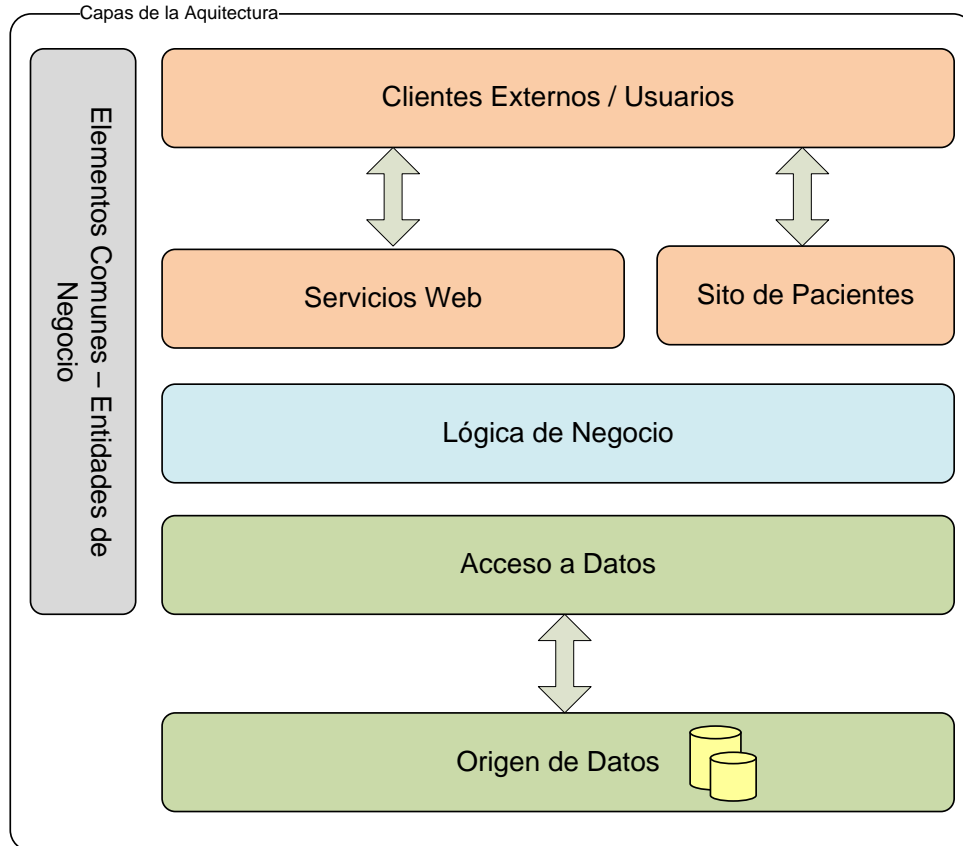 Capas de la Aquitectura
Clientes Externos / Usuarios
Elementos Comunes – Entidades de
Negocio
Servicios Web
Sito de Pacientes
Lógica de Negocio
Acceso a Datos
Origen de Datos